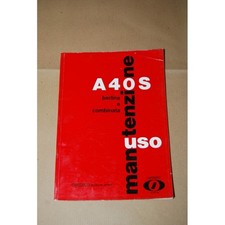 A40S
berlina e
combinata
uso
manutenzione